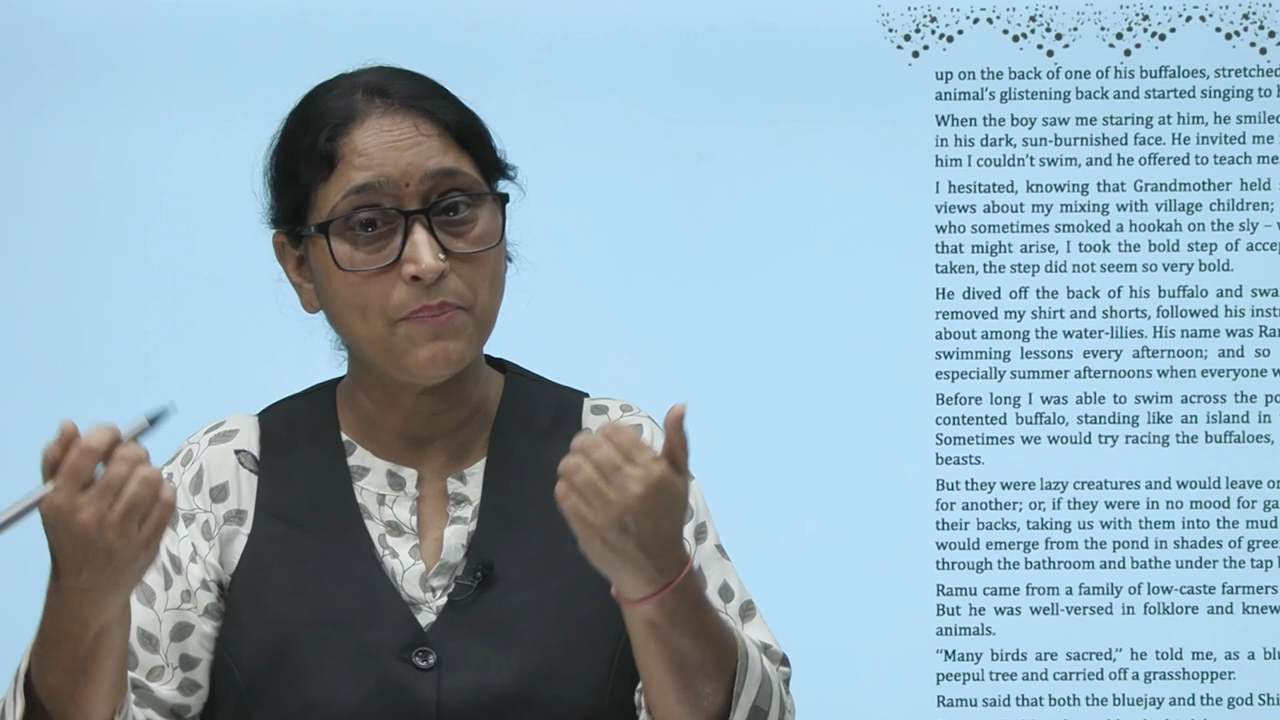 up on the back of one of his buffaloes, stretched
animal's glistening back and started singing to
When the boy saw me staring at him, he smiled
in his dark, sun-burnished face. He invited me
him I couldn't swim, and he offered to teach me
I hesitated, knowing that Grandmother held
views about my mixing with village children;
who sometimes smoked a hookah on the sly –
that might arise, I took the bold step of
taken, the step did not seem so very bold.
He dived off the back of his buffalo and
removed my shirt and shorts, followed his
about among the water-lilies. His name was
swimming lessons every afternoon; and so
especially summer afternoons when everyone
Before long I was able to swim across the
contented buffalo, standing like an island in
Sometimes we would try racing the buffaloes,
beasts.
But they were lazy creatures and would leave
for another; or, if they were in no mood for
their backs, taking us with them into the mud
would emerge from the pond in shades of
through the bathroom and bathe under the tap
Ramu came from a family of low-caste farmers
But he was well-versed in folklore and knew
animals.
"Many birds are sacred," he told me, as a
peepul tree and carried off a grasshopper.
Ramu said that both the bluejay and the god